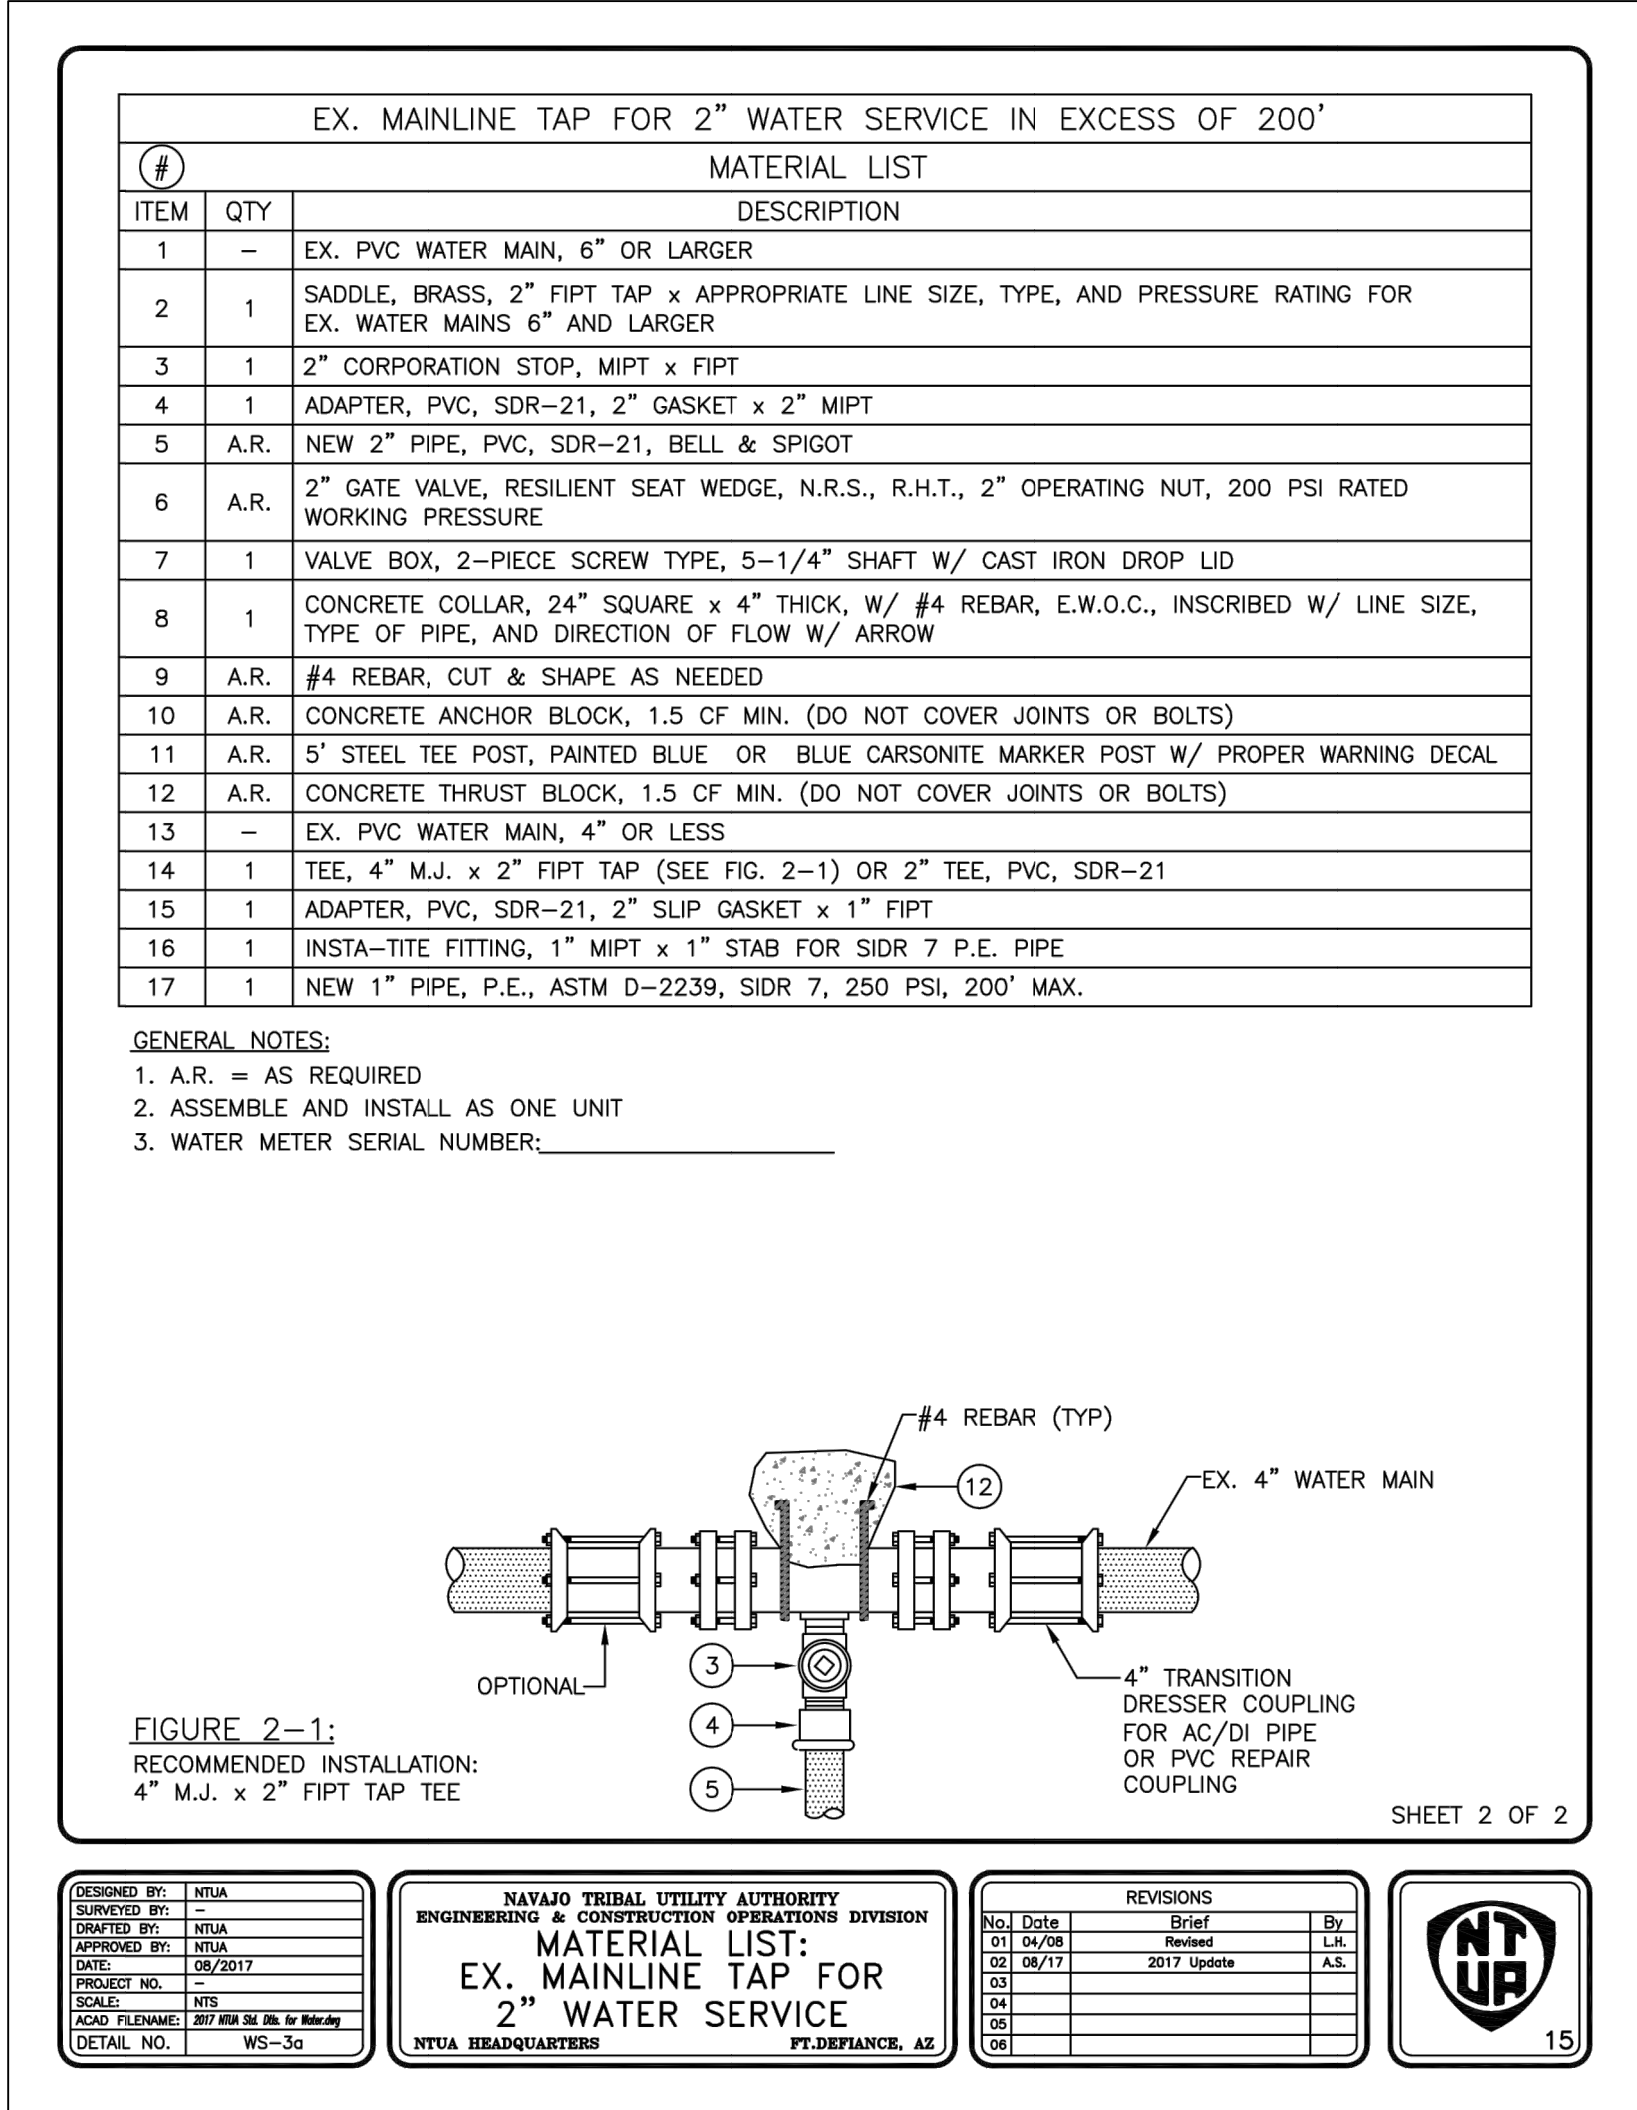 EX. MAINLINE TAP FOR 2” WATER SERVICE IN EXCESS OF 200’
# MATERIAL LIST
ITEM QTY DESCRIPTION
1 – EX. PVC WATER MAIN, 6” OR LARGER
2 1 SADDLE, BRASS, 2” FIPT TAP x APPROPRIATE LINE SIZE, TYPE, AND PRESSURE RATING FOR
EX. WATER MAINS 6” AND LARGER
3 1 2” CORPORATION STOP, MIPT x FIPT
4 1 ADAPTER, PVC, SDR–21, 2” GASKET x 2” MIPT
5 A.R. NEW 2” PIPE, PVC, SDR–21, BELL & SPIGOT
6 A.R. 2” GATE VALVE, RESILIENT SEAT WEDGE, N.R.S., R.H.T., 2” OPERATING NUT, 200 PSI RATED
WORKING PRESSURE
7 1 VALVE BOX, 2–PIECE SCREW TYPE, 5–1/4” SHAFT W/ CAST IRON DROP LID
8 1 CONCRETE COLLAR, 24” SQUARE x 4” THICK, W/ #4 REBAR, E.W.O.C., INSCRIBED W/ LINE SIZE,
TYPE OF PIPE, AND DIRECTION OF FLOW W/ ARROW
9 A.R. #4 REBAR, CUT & SHAPE AS NEEDED
10 A.R. CONCRETE ANCHOR BLOCK, 1.5 CF MIN. (DO NOT COVER JOINTS OR BOLTS)
11 A.R. 5’ STEEL TEE POST, PAINTED BLUE OR BLUE CARSONITE MARKER POST W/ PROPER WARNING DECAL
12 A.R. CONCRETE THRUST BLOCK, 1.5 CF MIN. (DO NOT COVER JOINTS OR BOLTS)
13 – EX. PVC WATER MAIN, 4” OR LESS
14 1 TEE, 4” M.J. x 2” FIPT TAP (SEE FIG. 2–1) OR 2” TEE, PVC, SDR–21
15 1 ADAPTER, PVC, SDR–21, 2” SLIP GASKET x 1” FIPT
16 1 INSTA–TITE FITTING, 1” MIPT x 1” STAB FOR SIDR 7 P.E. PIPE
17 1 NEW 1” PIPE, P.E., ASTM D–2239, SIDR 7, 250 PSI, 200’ MAX.
GENERAL NOTES:
1. A.R. = AS REQUIRED
2. ASSEMBLE AND INSTALL AS ONE UNIT
3. WATER METER SERIAL NUMBER:
#4 REBAR (TYP)
12
EX. 4” WATER MAIN
3
OPTIONAL
4
5
4” TRANSITION
DRESSER COUPLING
FOR AC/DI PIPE
OR PVC REPAIR
COUPLING
FIGURE 2–1:
RECOMMENDED INSTALLATION:
4” M.J. x 2” FIPT TAP TEE
SHEET 2 OF 2
DESIGNED BY: NTUA
SURVEYED BY: –
DRAFTED BY: NTUA
APPROVED BY: NTUA
DATE: 08/2017
PROJECT NO. –
SCALE: NTS
ACAD FILENAME: 2017 NTUA Std. Dtls. for Water.dwg
DETAIL NO. WS–3a
NAVAJO TRIBAL UTILITY AUTHORITY
ENGINEERING & CONSTRUCTION OPERATIONS DIVISION
MATERIAL LIST:
EX. MAINLINE TAP FOR
2” WATER SERVICE
NTUA HEADQUARTERS FT.DEFIANCE, AZ
REVISIONS
No. Date Brief By
01 04/08 Revised L.H.
02 08/17 2017 Update A.S.
03
04
05
06
NT
UA
15